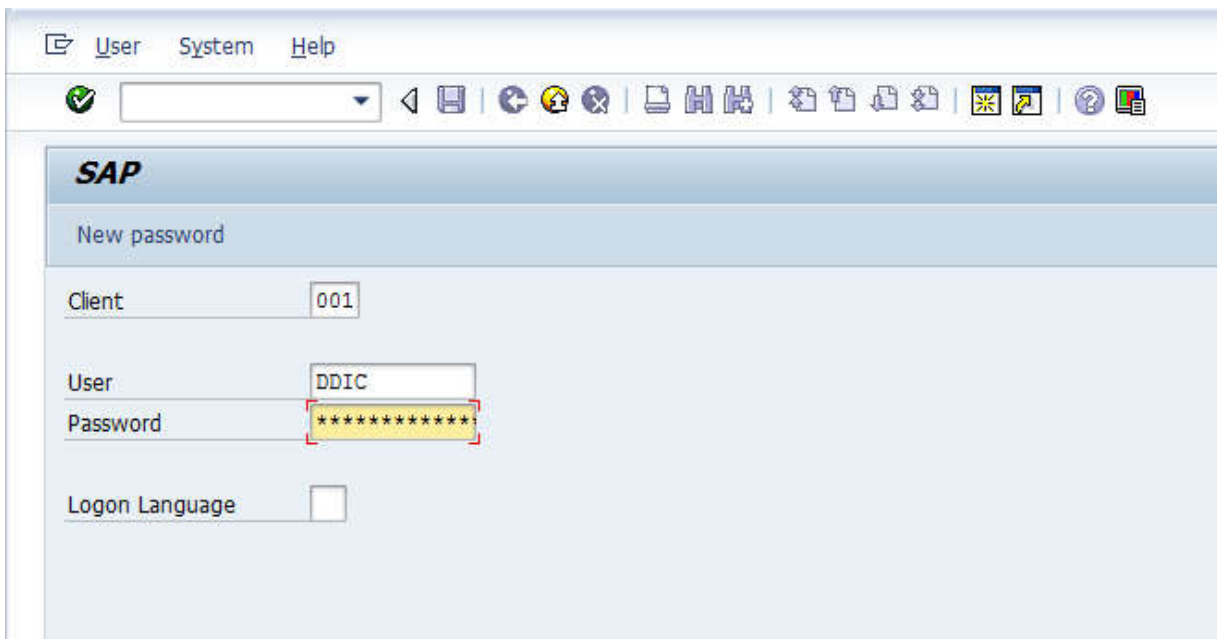 User System Help
SAP
New password
Client 001
User DDIC
Password *************
Logon Language